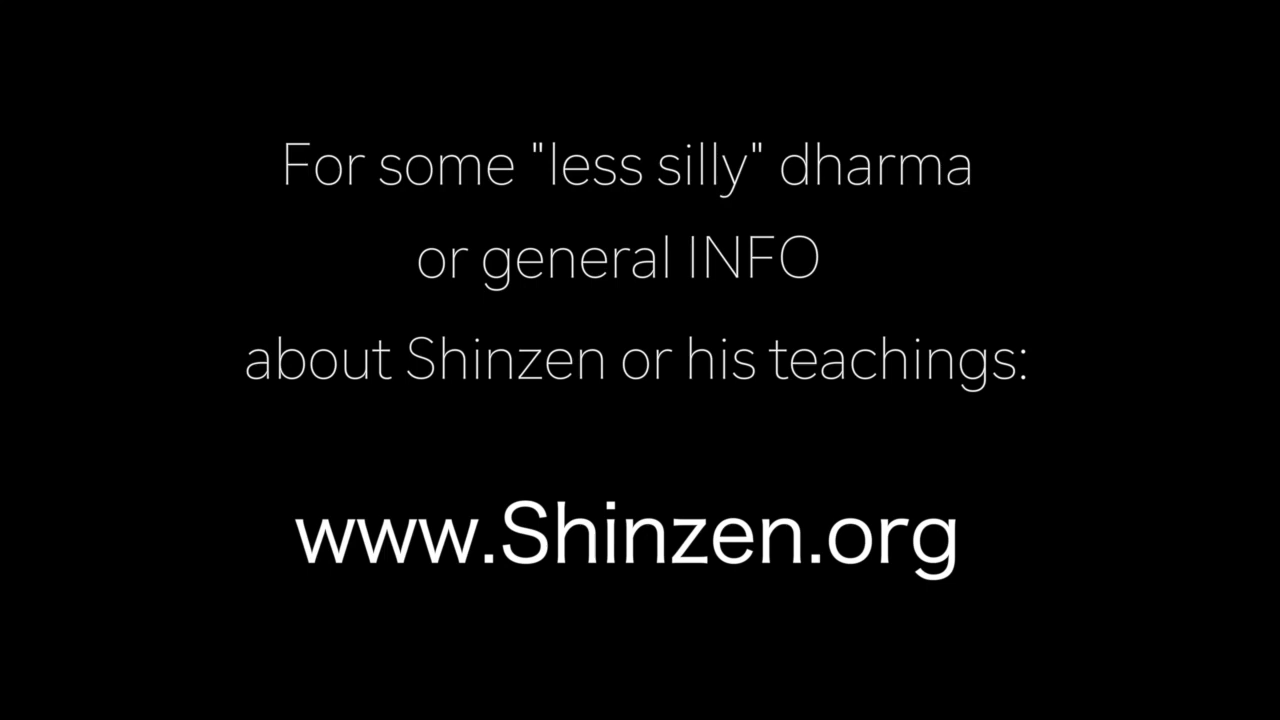 For some "less silly" dharma
or general INFO
about Shinzen or his teachings:
www.Shinzen.org